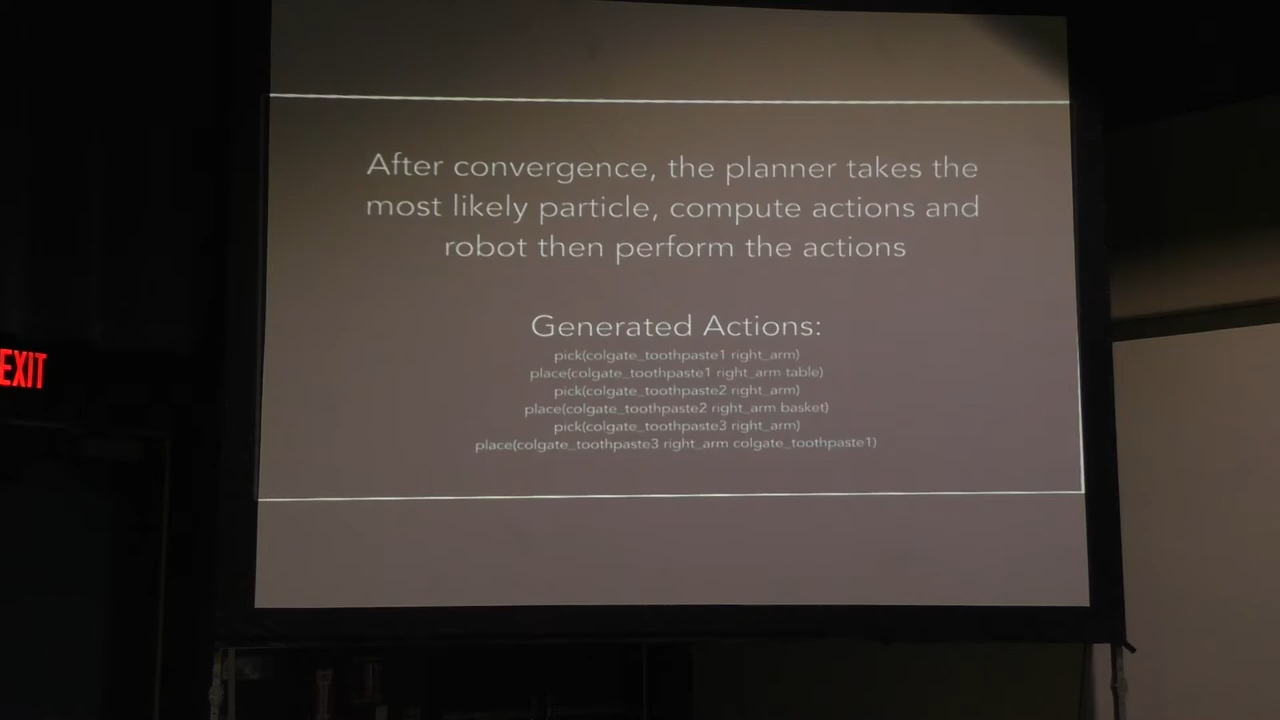 After convergence, the planner takes the
most likely particle, compute actions and
robot then perform the actions
Generated Actions:
pick(colgate_toothpaste1 right_arm)
place(colgate_toothpaste1 right_arm table)
pick(colgate_toothpaste2 right_arm)
place(colgate_toothpaste2 right_arm basket)
pick(colgate_toothpaste3 right_arm)
place(colgate_toothpaste3 right_arm colgate_toothpaste1)
EXIT